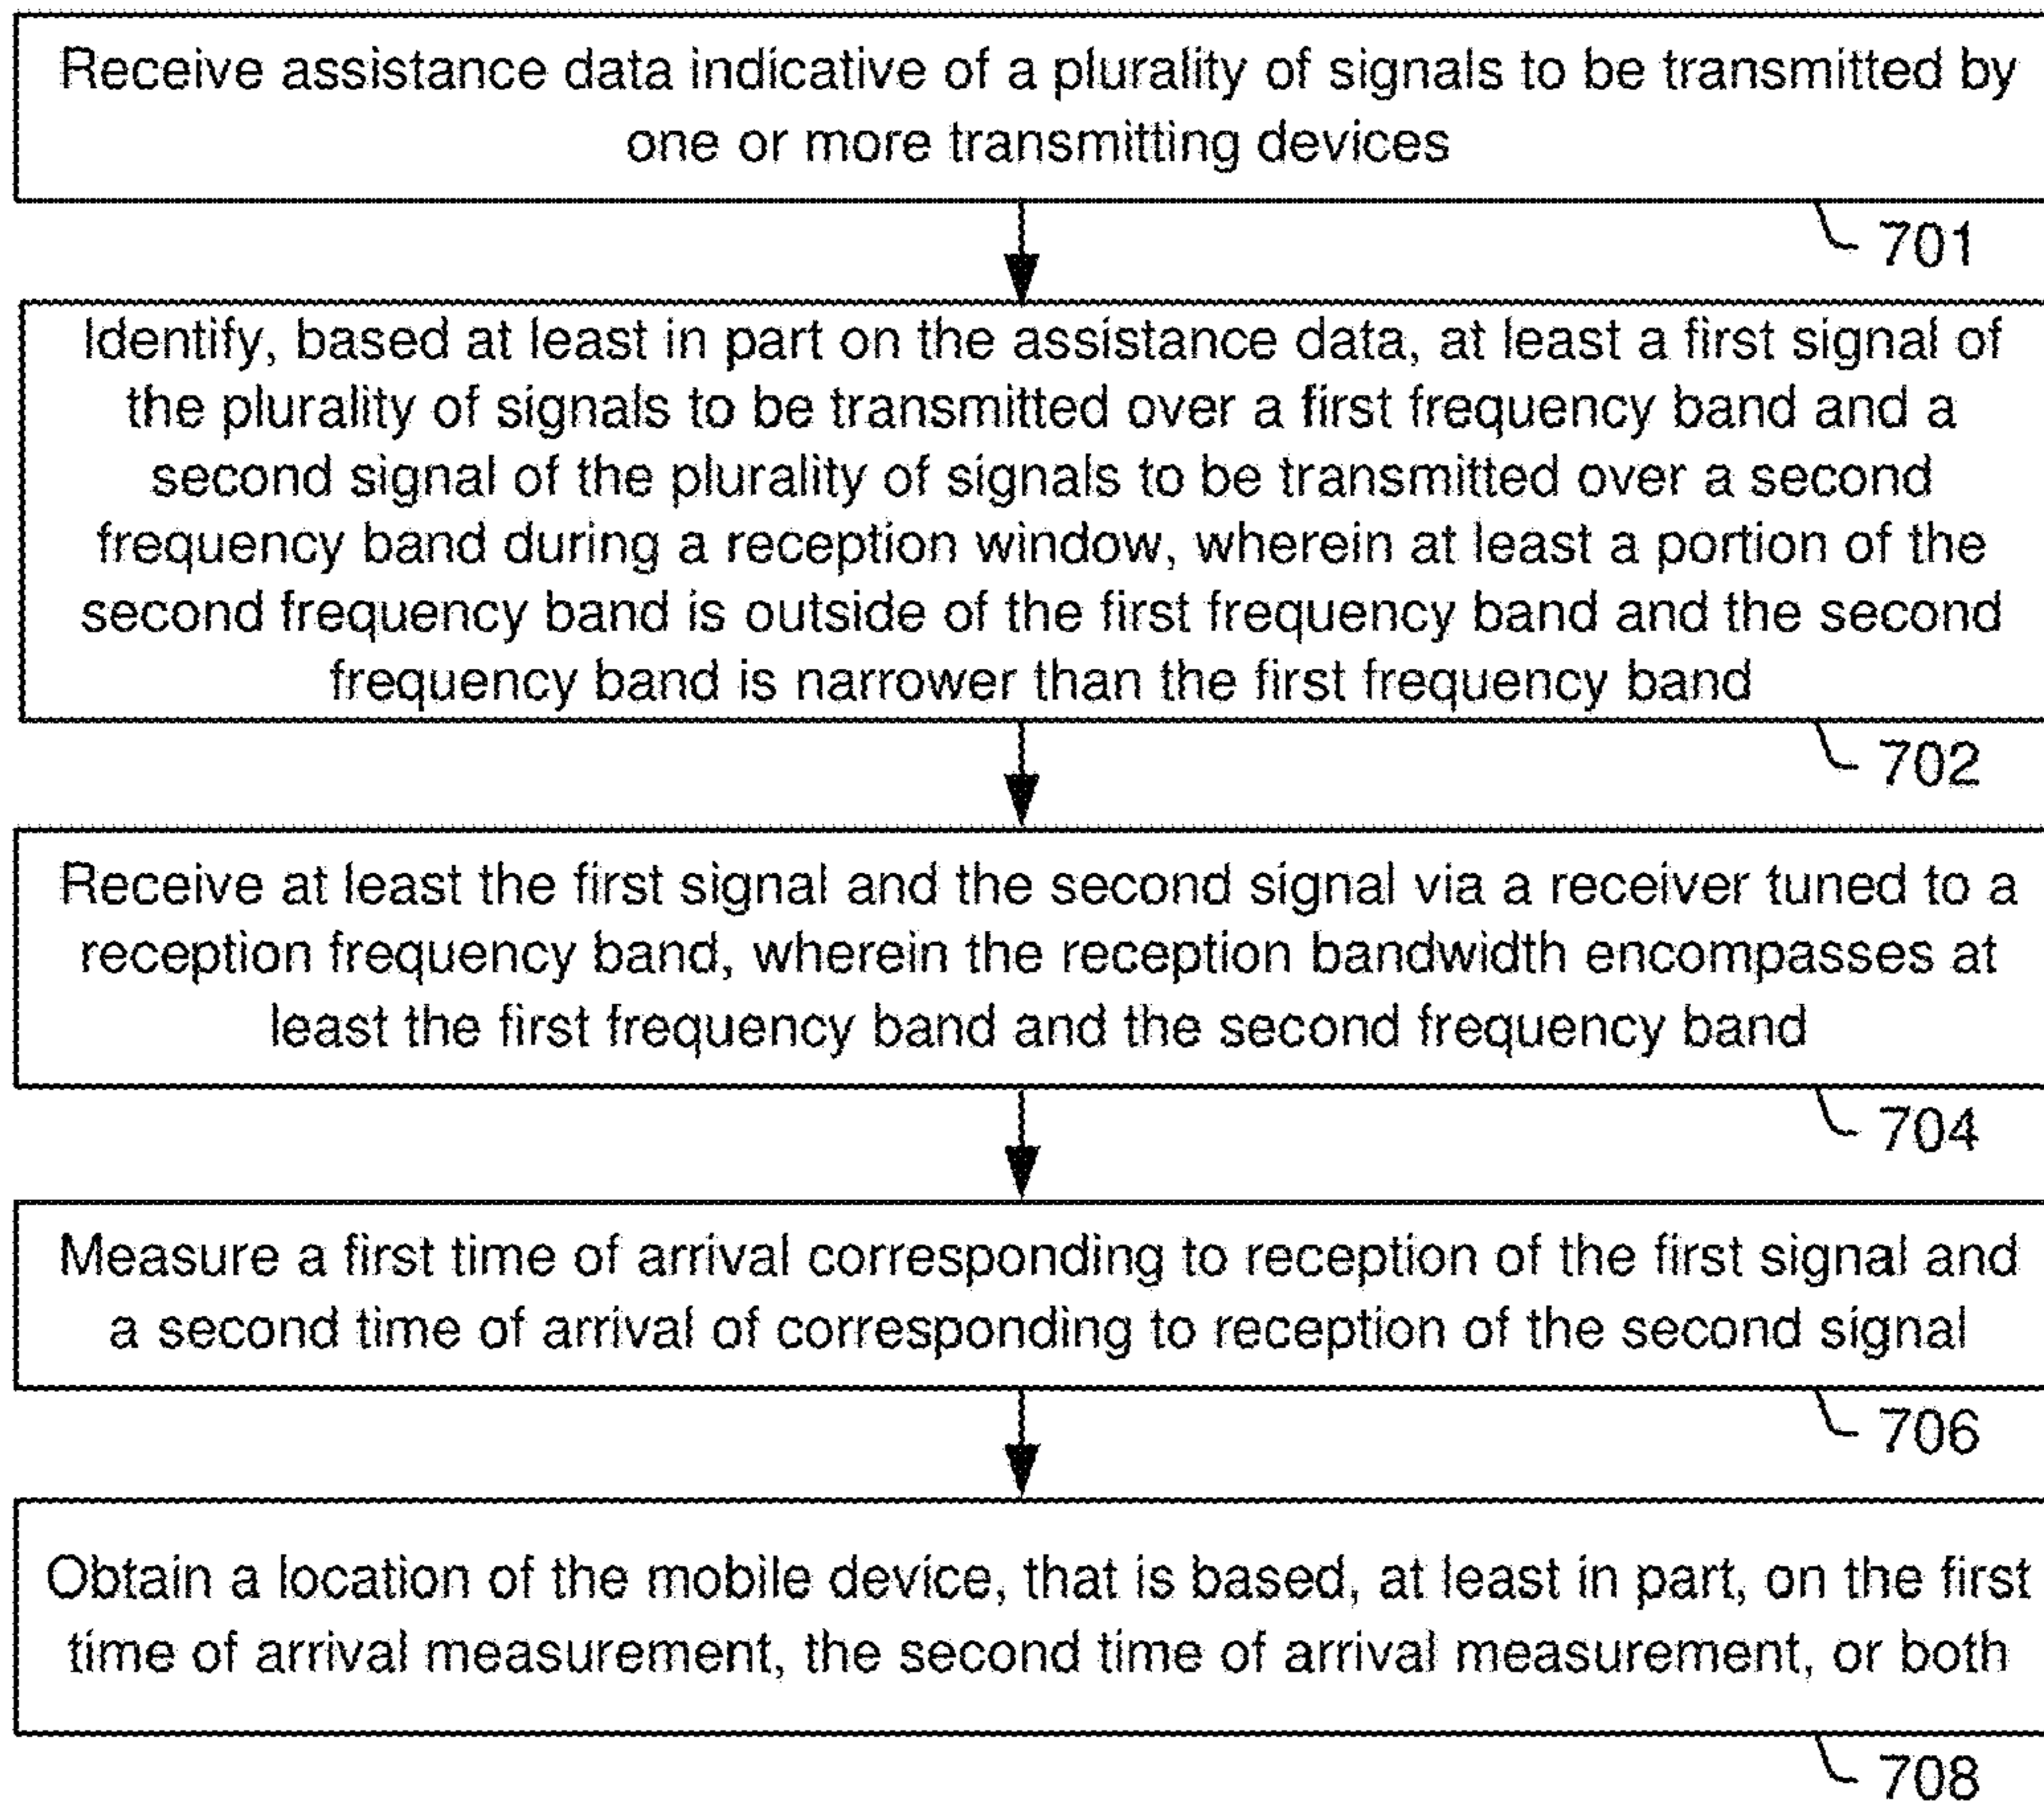 Receive assistance data indicative of a plurality of signals to be transmitted by
one or more transmitting devices
701
Identify, based at least in part on the assistance data, at least a first signal of
the plurality of signals to be transmitted over a first frequency band and a
second signal of the plurality of signals to be transmitted over a second
frequency band during a reception window, wherein at least a portion of the
second frequency band is outside of the first frequency band and the second
frequency band is narrower than the first frequency band
702
Receive at least the first signal and the second signal via a receiver tuned to a
reception frequency band, wherein the reception bandwidth encompasses at
least the first frequency band and the second frequency band
704
Measure a first time of arrival corresponding to reception of the first signal and
a second time of arrival of corresponding to reception of the second signal
706
Obtain a location of the mobile device, that is based, at least in part, on the first
time of arrival measurement, the second time of arrival measurement, or both
708